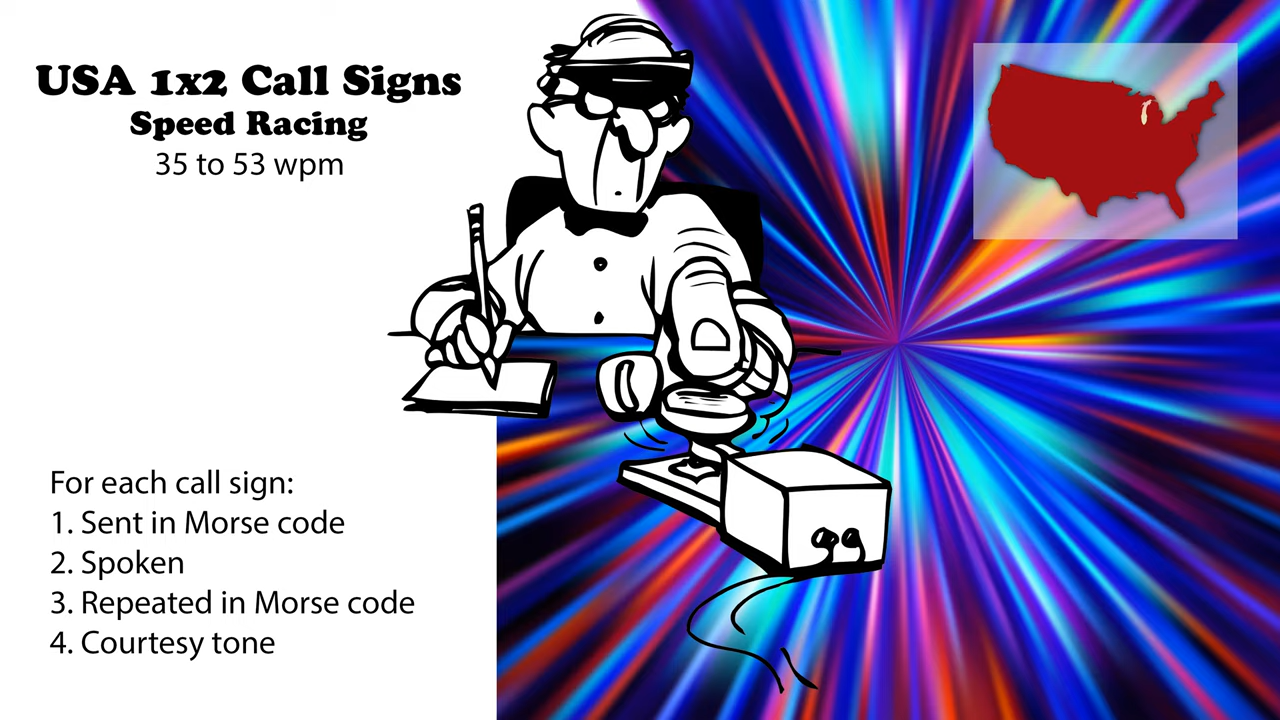 USA 1x2 Call Signs
Speed Racing
35 to 53 wpm
For each call sign:
1. Sent in Morse code
2. Spoken
3. Repeated in Morse code
4. Courtesy tone